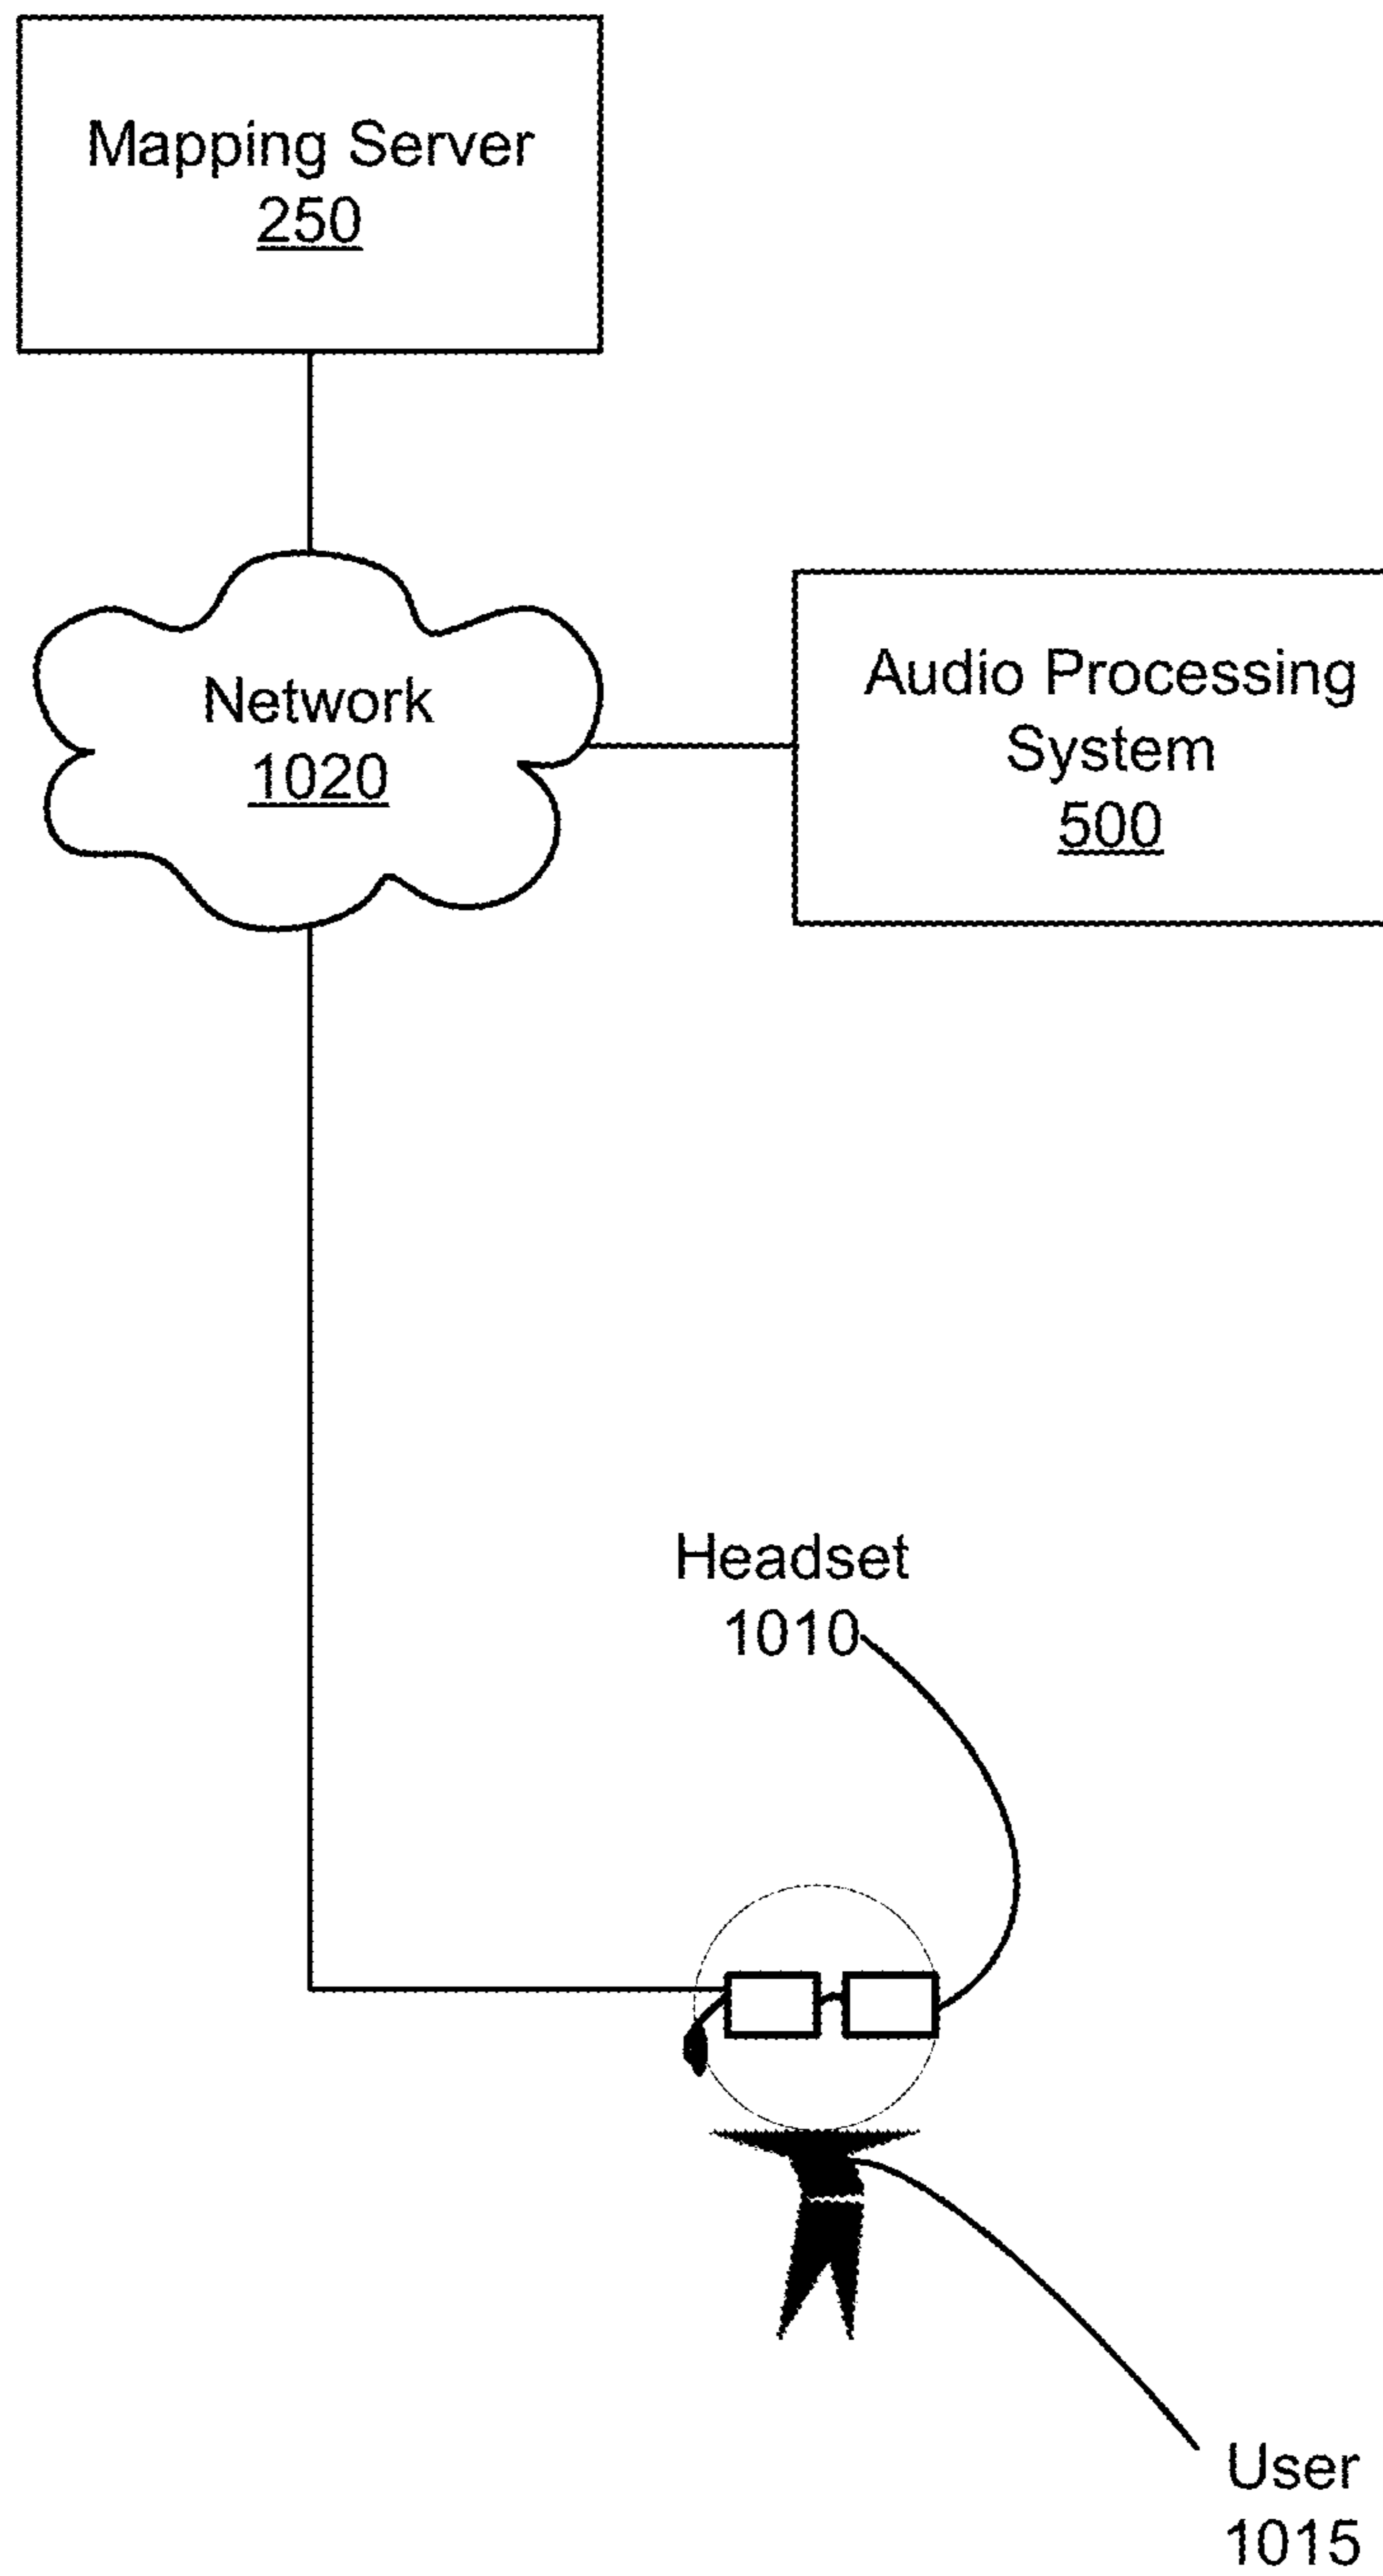 Mapping Server
250
Network
1020
Audio Processing
System
500
Headset
1010
User
1015